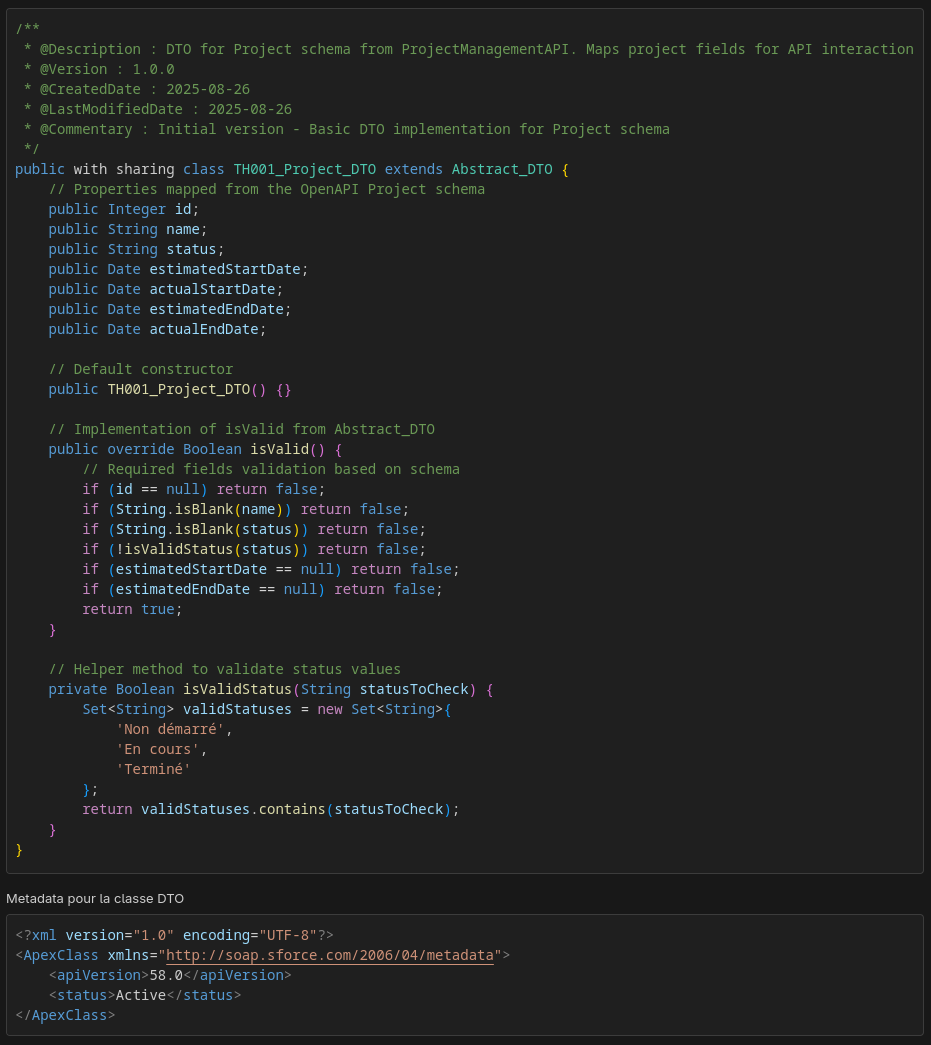 /**
 * @Description : DTO for Project schema from ProjectManagementAPI. Maps project fields for API interaction
 * @Version : 1.0.0
 * @CreatedDate : 2025-08-26
 * @LastModifiedDate : 2025-08-26
 * @Commentary : Initial version - Basic DTO implementation for Project schema
 */
public with sharing class TH001_Project_DTO extends Abstract_DTO {
    // Properties mapped from the OpenAPI Project schema
    public Integer id;
    public String name;
    public String status;
    public Date estimatedStartDate;
    public Date actualStartDate;
    public Date estimatedEndDate;
    public Date actualEndDate;

    // Default constructor
    public TH001_Project_DTO() {}

    // Implementation of isValid from Abstract_DTO
    public override Boolean isValid() {
        // Required fields validation based on schema
        if (id == null) return false;
        if (String.isBlank(name)) return false;
        if (String.isBlank(status)) return false;
        if (!isValidStatus(status)) return false;
        if (estimatedStartDate == null) return false;
        if (estimatedEndDate == null) return false;
        return true;
    }

    // Helper method to validate status values
    private Boolean isValidStatus(String statusToCheck) {
        Set<String> validStatuses = new Set<String>{
            'Non démarré',
            'En cours',
            'Terminé'
        };
        return validStatuses.contains(statusToCheck);
    }
}
Metadata pour la classe DTO
<?xml version="1.0" encoding="UTF-8"?>
<ApexClass xmlns="http://soap.sforce.com/2006/04/metadata">
    <apiVersion>58.0</apiVersion>
    <status>Active</status>
</ApexClass>